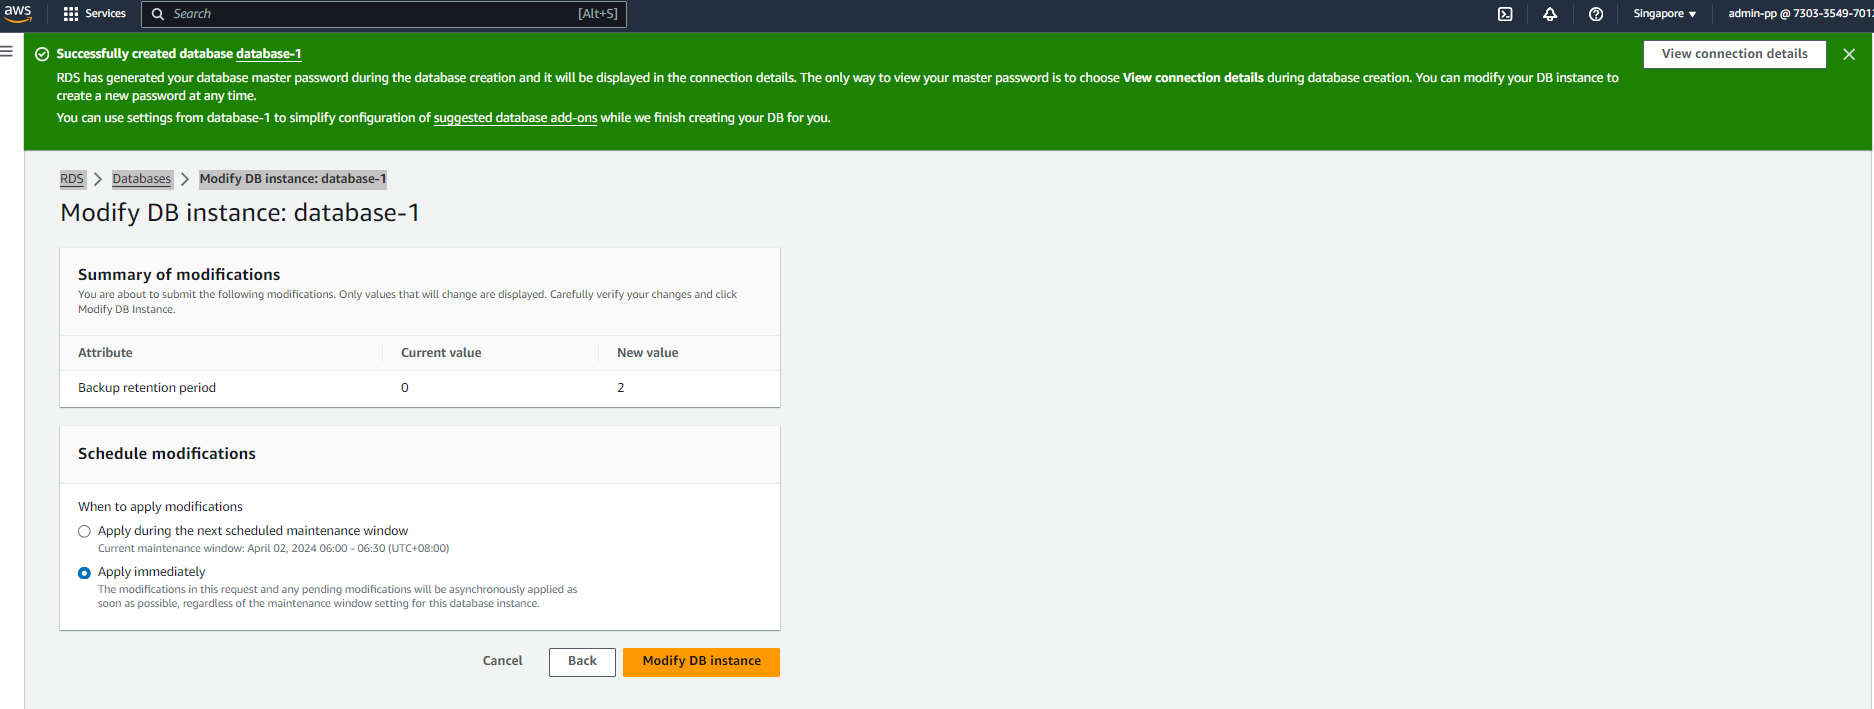 aws
Services
Search
[Alt+S]
Singapore
admin-pp @ 7303-3549-701
Successfully created database database-1
View connection details
RDS has generated your database master password during the database creation and it will be displayed in the connection details. The only way to view your master password is to choose View connection details during database creation. You can modify your DB instance to
create a new password at any time.
You can use settings from database-1 to simplify configuration of suggested database add-ons while we finish creating your DB for you.
RDS
Databases
Modify DB instance: database-1
Modify DB instance: database-1
Summary of modifications
You are about to submit the following modifications. Only values that will change are displayed. Carefully verify your changes and click
Modify DB Instance.
Attribute
Current value
New value
Backup retention period
0
2
Schedule modifications
When to apply modifications
Apply during the next scheduled maintenance window
Current maintenance window: April 02, 2024 06:00 - 06:30 (UTC+08:00)
Apply immediately
The modifications in this request and any pending modifications will be asynchronously applied as
soon as possible, regardless of the maintenance window setting for this database instance.
Cancel
Back
Modify DB instance